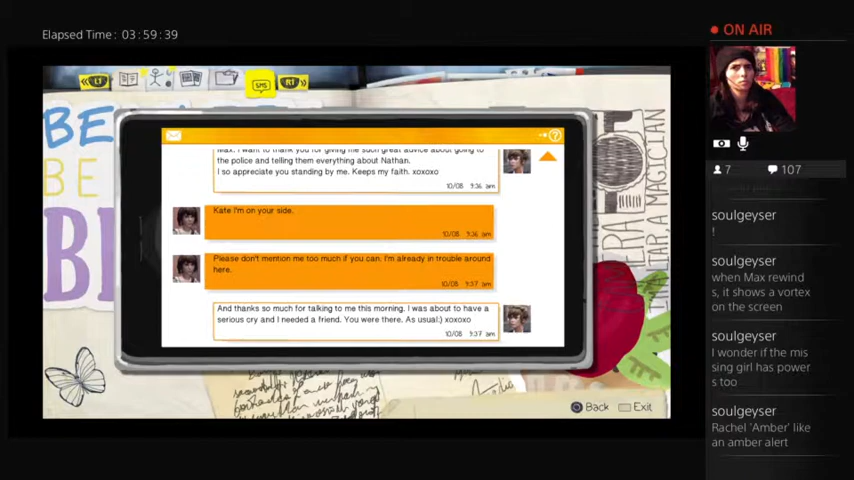 Elapsed Time: 03:59:39
ON AIR
LT
SMS
RT
BE
BE
B
Max. I want to thank you for giving me such great advice about going to
the police and telling them everything about Nathan.
I so appreciate you standing by me. Keeps my faith. xoxoxo
10/08 9:36 am
Kate I'm on your side.
10/08 9:36 am
Please don't mention me too much if you can. I'm already in trouble around
here.
10/08 9:37 am
And thanks so much for talking to me this morning. I was about to have a
serious cry and I needed a friend. You were there. As usual:) xoxoxo
10/08 9:37 am
TAR A MAGICIAN
Back
Exit
7
107
soulgeyser
!
soulgeyser
when Max rewind
s, it shows a vortex
on the screen
soulgeyser
I wonder if the mis
sing girl has power
s too
soulgeyser
Rachel 'Amber' like
an amber alert